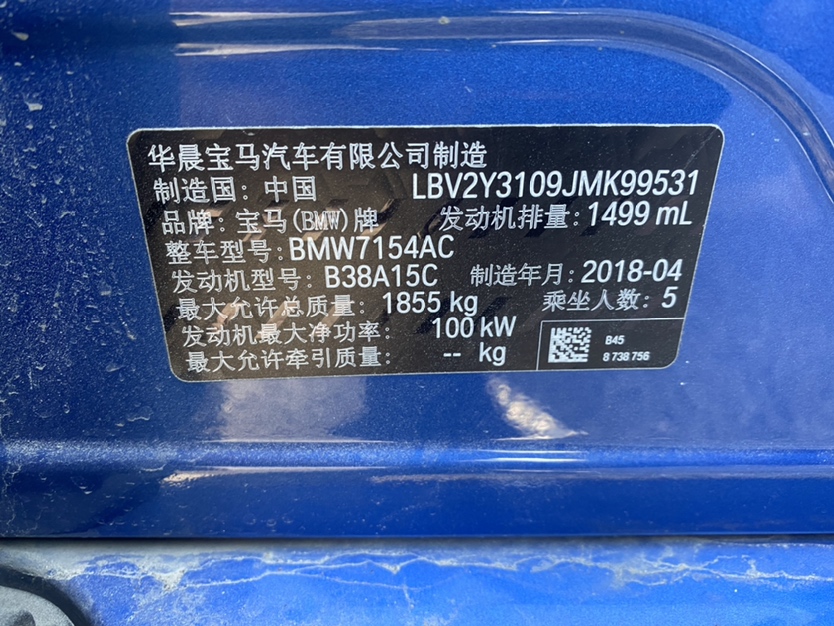 华晨宝马汽车有限公司制造
制造国: 中国 LBV2Y3109JMK99531
品牌: 宝马(BMW)牌 发动机排量: 1499 mL
整车型号: BMW7154AC
发动机型号: B38A15C 制造年月: 2018-04
最大允许总质量: 1855 kg 乘坐人数: 5
发动机最大净功率: 100 kW
最大允许牵引质量: -- kg
B45
8 738 756